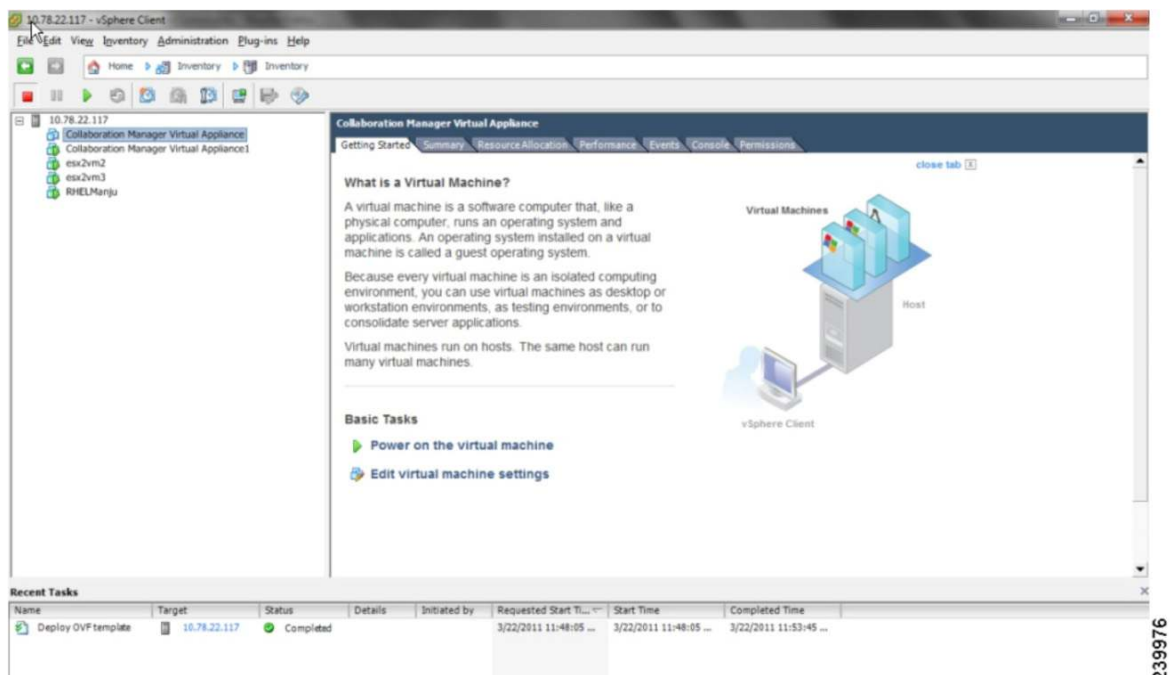 10.78.22.117 - vSphere Client
File Edit View Inventory Administration Plug-ins Help
Home Inventory Inventory
10.78.22.117
Collaboration Manager Virtual Appliance
Collaboration Manager Virtual Appliance1
esx2vm2
esx2vm3
RHELManju
Collaboration Manager Virtual Appliance
Getting Started Summary Resource Allocation Performance Events Console Permissions
close tab X
What is a Virtual Machine?
A virtual machine is a software computer that, like a
physical computer, runs an operating system and
applications. An operating system installed on a virtual
machine is called a guest operating system.
Because every virtual machine is an isolated computing
environment, you can use virtual machines as desktop or
workstation environments, as testing environments, or to
consolidate server applications.
Virtual machines run on hosts. The same host can run
many virtual machines.
Virtual Machines
Host
vSphere Client
Basic Tasks
Power on the virtual machine
Edit virtual machine settings
Recent Tasks
Name Target Status Details Initiated by Requested Start Ti... Start Time Completed Time
Deploy OVF template 10.78.22.117 Completed 3/22/2011 11:48:05 ... 3/22/2011 11:48:05 ... 3/22/2011 11:53:45 ...
239976